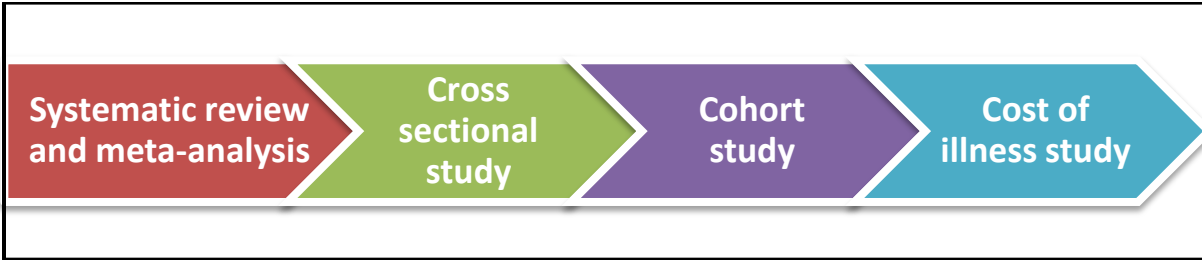 Systematic review
and meta-analysis
Cross
sectional
study
Cohort
study
Cost of
illness study